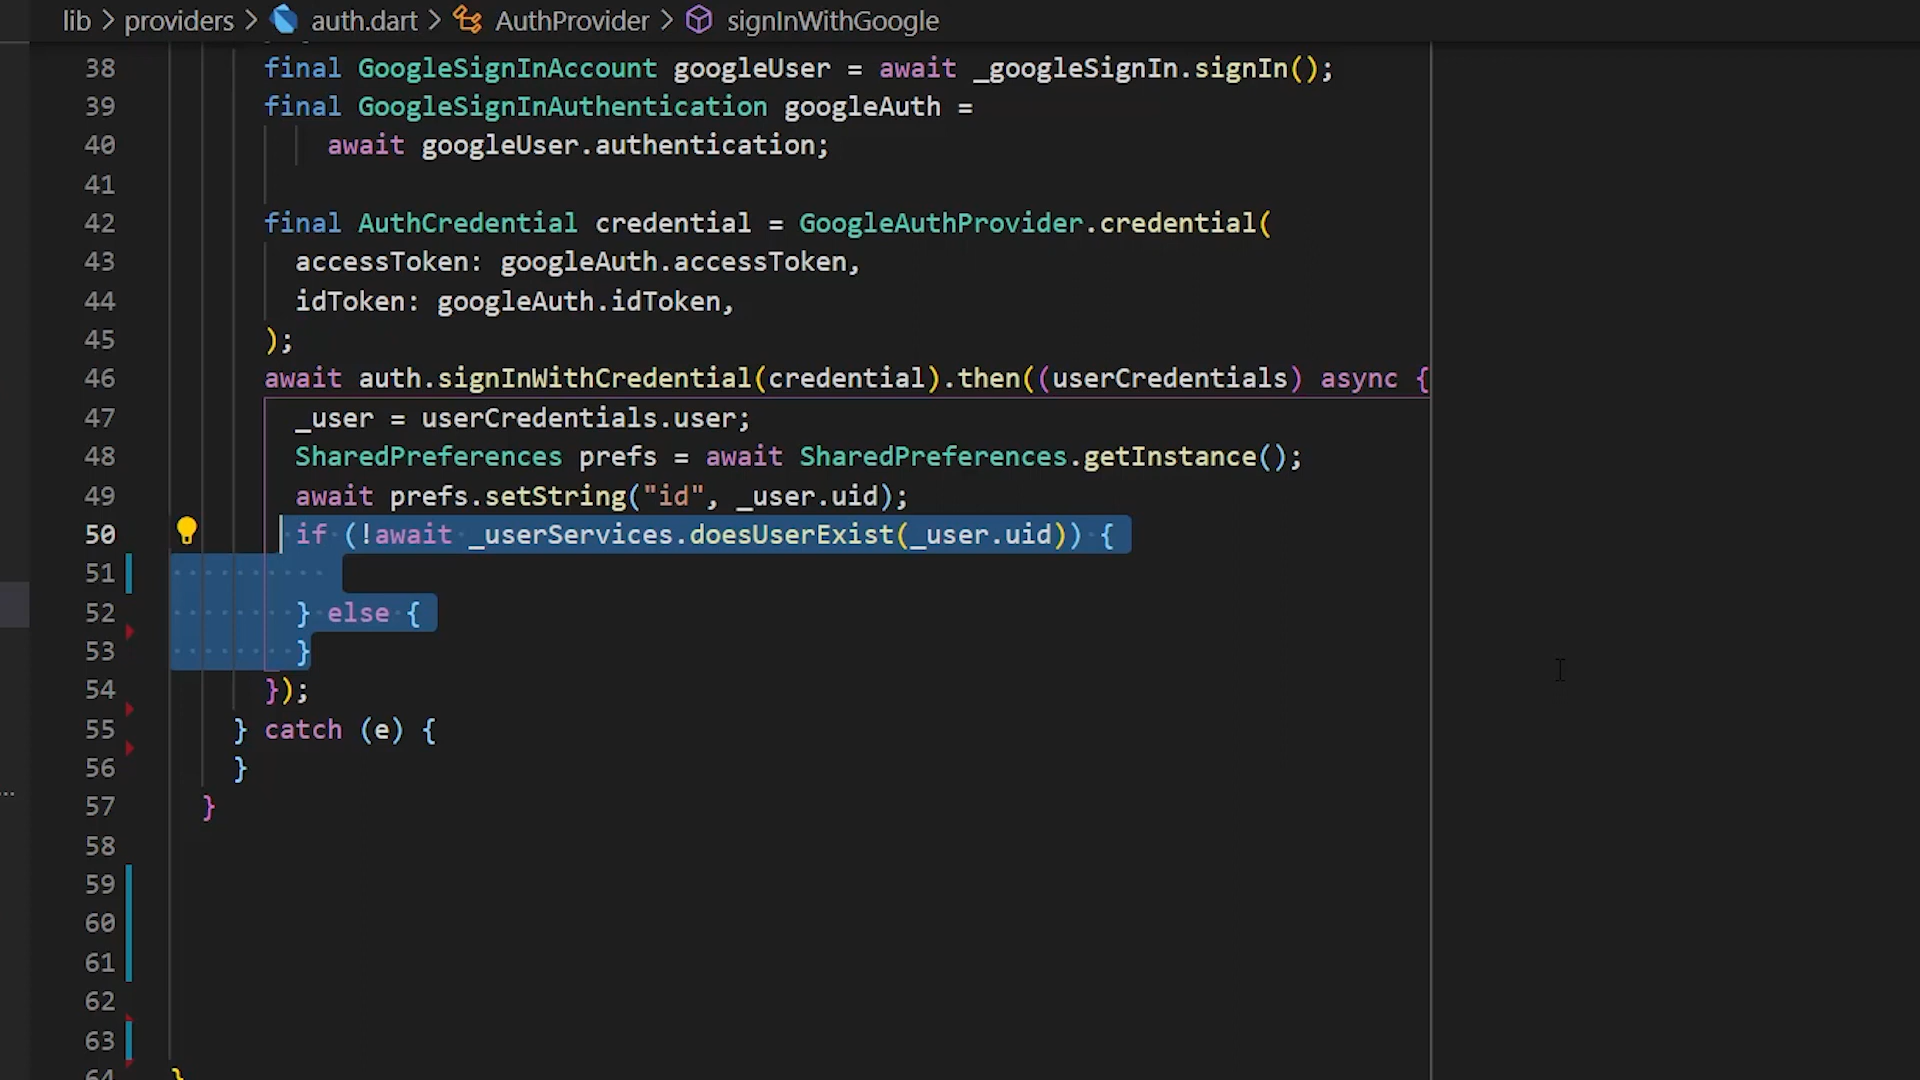 lib > providers > auth.dart > AuthProvider > signInWithGoogle
38 final GoogleSignInAccount googleUser = await _googleSignIn.signIn();
39 final GoogleSignInAuthentication googleAuth =
40 await googleUser.authentication;
41
42 final AuthCredential credential = GoogleAuthProvider.credential(
43 accessToken: googleAuth.accessToken,
44 idToken: googleAuth.idToken,
45 );
46 await auth.signInWithCredential(credential).then((userCredentials) async {
47 _user = userCredentials.user;
48 SharedPreferences prefs = await SharedPreferences.getInstance();
49 await prefs.setString("id", _user.uid);
50 if (!await _userServices.doesUserExist(_user.uid)) {
51
52 } else {
53 }
54 });
55 } catch (e) {
56 }
57 }
58
59
60
61
62
63
64 }